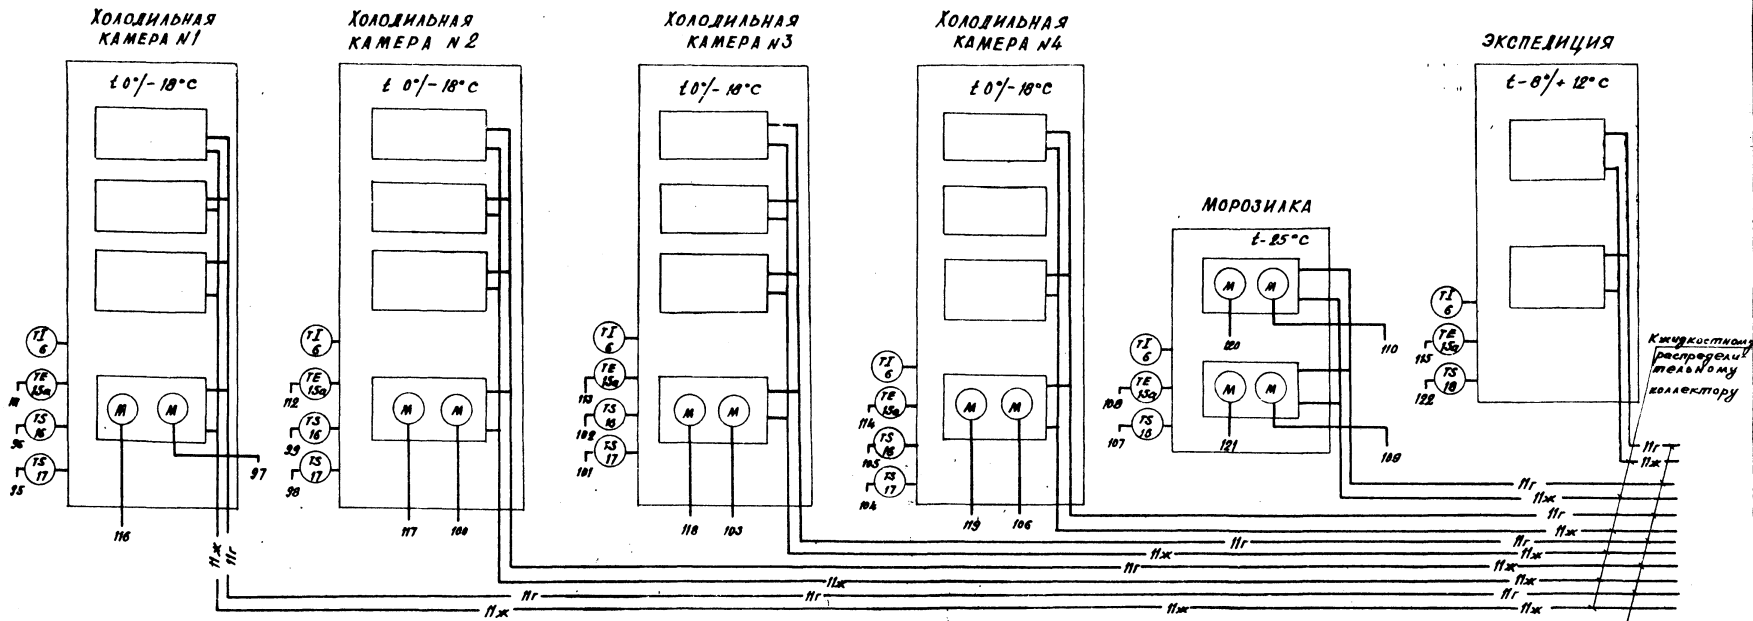 ХОЛОДИЛЬНАЯ
КАМЕРА N1
t 0°/-18°С
TI
6
TE
15а
TS
16
96
TS
17
95
М
М
116
97
11ж
11г
ХОЛОДИЛЬНАЯ
КАМЕРА N2
t 0°/-18°С
TI
6
TE
15а
112
TS
16
99
TS
17
98
М
М
117
100
ХОЛОДИЛЬНАЯ
КАМЕРА N3
t 0°/-18°С
TI
6
TE
15а
113
TS
16
102
TS
17
101
М
М
118
103
ХОЛОДИЛЬНАЯ
КАМЕРА N4
t 0°/-18°С
TI
6
TE
15а
114
TS
16
105
TS
17
104
М
М
119
106
МОРОЗИЛКА
t-25°С
М
М
120
110
TI
6
TE
15а
108
TS
18
107
М
М
121
109
ЭКСПЕДИЦИЯ
t-8°/+12°С
TI
6
TE
15а
115
TS
18
122
К жидкостному
распредели-
тельному
коллектору
11г
11ж
11г
11ж
11г
11ж
11г
11г
11ж
11ж
11г
11г
11ж
11ж
11г
11г
11г
11ж
11ж
11ж